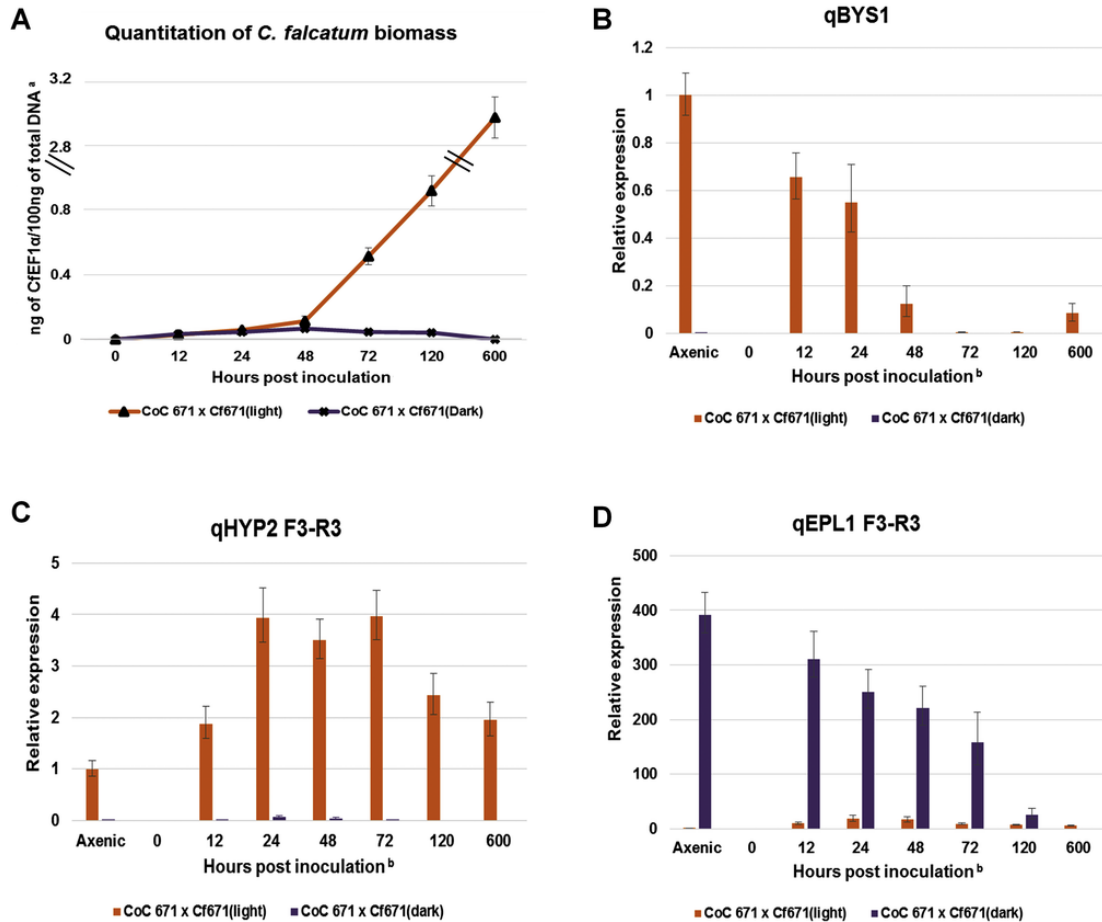 A
Quantitation of C. falcatum biomass
ng of CfEF1α/100ng of total DNA a
3.2
2.8
0.8
0.4
0
0 12 24 48 72 120 600
Hours post inoculation
CoC 671 x Cf671(light) CoC 671 x Cf671(Dark)
B
qBYS1
Relative expression
1.2
1
0.8
0.6
0.4
0.2
0
Axenic 0 12 24 48 72 120 600
Hours post inoculation b
CoC 671 x Cf671(light) CoC 671 x Cf671(dark)
C
qHYP2 F3-R3
Relative expression
5
4
3
2
1
0
Axenic 0 12 24 48 72 120 600
Hours post inoculation b
CoC 671 x Cf671(light) CoC 671 x Cf671(dark)
D
qEPL1 F3-R3
Relative expression
500
400
300
200
100
0
Axenic 0 12 24 48 72 120 600
Hours post inoculation b
CoC 671 x Cf671(light) CoC 671 x Cf671(dark)